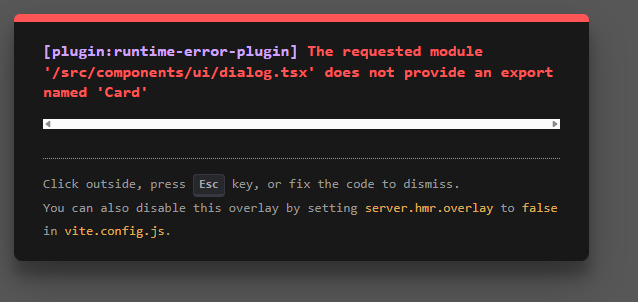 [plugin:runtime-error-plugin] The requested module
'/src/components/ui/dialog.tsx' does not provide an export
named 'Card'
Click outside, press Esc key, or fix the code to dismiss.
You can also disable this overlay by setting server.hmr.overlay to false
in vite.config.js.